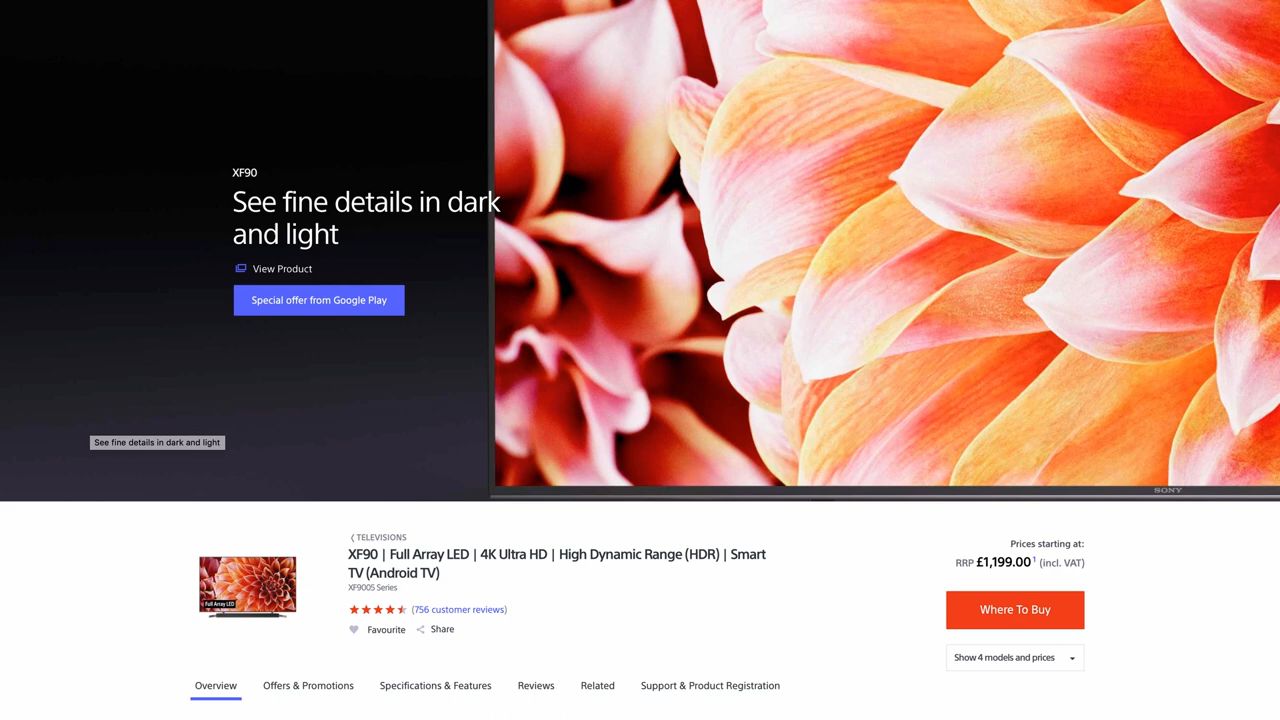 XF90
See fine details in dark
and light
View Product
Special offer from Google Play
See fine details in dark and light
SONY
TELEVISIONS
XF90 | Full Array LED | 4K Ultra HD | High Dynamic Range (HDR) | Smart
TV (Android TV)
XF9005 Series
(756 customer reviews)
Favourite
Share
Full Array LED
Prices starting at:
RRP £1,199.00¹ (incl. VAT)
Where To Buy
Show 4 models and prices
Overview Offers & Promotions Specifications & Features Reviews Related Support & Product Registration